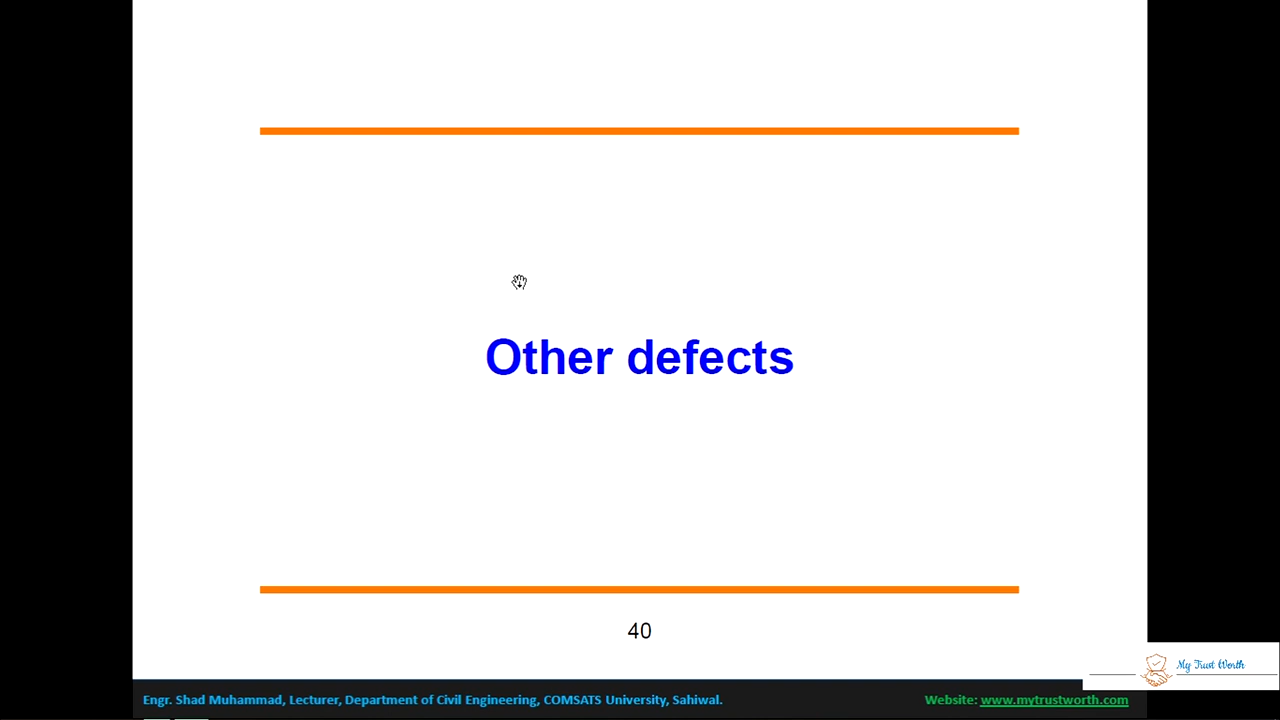 Other defects
40
My Trust Worth
Engr. Shad Muhammad, Lecturer, Department of Civil Engineering, COMSATS University, Sahiwal.
Website: www.mytrustworth.com